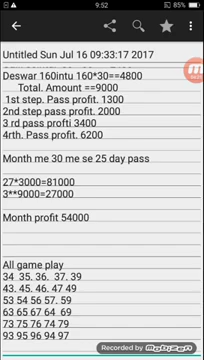 9:52
85%
Untitled Sun Jul 16 09:33:17 2017
Deswar 160intu 160*30==4800
Total. Amount ==9000
1st step. Pass profit. 1300
2nd step pass profit. 2000
3 rd pass profti 3400
4rth. Pass profit. 6200
Month me 30 me se 25 day pass
27*3000=81000
3**9000=27000
Month profit 54000
All game play
34 35. 36. 37. 39
43. 45. 46. 47 49
53 54 56 57. 59
63 65 67 64 69
73 75 76 74 79
93 95 96 94 97
Recorded by Mobizen